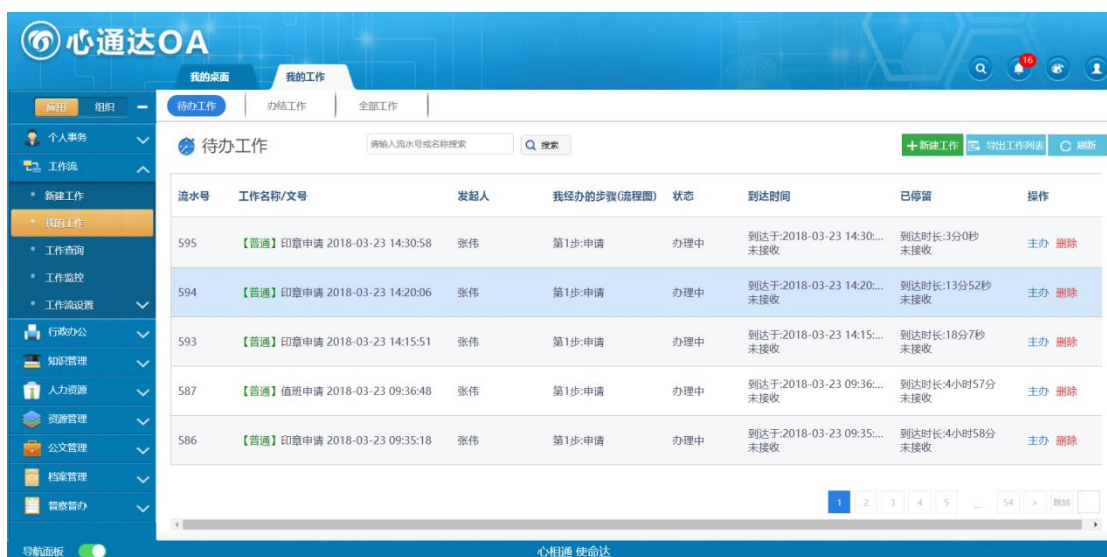 心通达OA
我的桌面 我的工作
16
应用 组织
待办工作 办结工作 全部工作
个人事务
工作流
新建工作
我的工作
工作查询
工作监控
工作流设置
行政办公
知识管理
人力资源
资源管理
公文管理
档案管理
督察督办
导航面板
待办工作 请输入流水号或名称搜索 搜索 +新建工作 导出工作列表 刷新
流水号 工作名称/文号 发起人 我经办的步骤(流程图) 状态 到达时间 已停留 操作
595 【普通】印章申请 2018-03-23 14:30:58 张伟 第1步:申请 办理中 到达于:2018-03-23 14:30:... 到达时长:3分0秒 主办 删除
未接收 未接收
594 【普通】印章申请 2018-03-23 14:20:06 张伟 第1步:申请 办理中 到达于:2018-03-23 14:20:... 到达时长:13分52秒 主办 删除
未接收 未接收
593 【普通】印章申请 2018-03-23 14:15:51 张伟 第1步:申请 办理中 到达于:2018-03-23 14:15:... 到达时长:18分7秒 主办 删除
未接收 未接收
587 【普通】值班申请 2018-03-23 09:36:48 张伟 第1步:申请 办理中 到达于:2018-03-23 09:36:... 到达时长:4小时57分 主办 删除
未接收 未接收
586 【普通】印章申请 2018-03-23 09:35:18 张伟 第1步:申请 办理中 到达于:2018-03-23 09:35:... 到达时长:4小时58分 主办 删除
未接收 未接收
1 2 3 4 5 ... 54 > 跳转
心相通 使命达